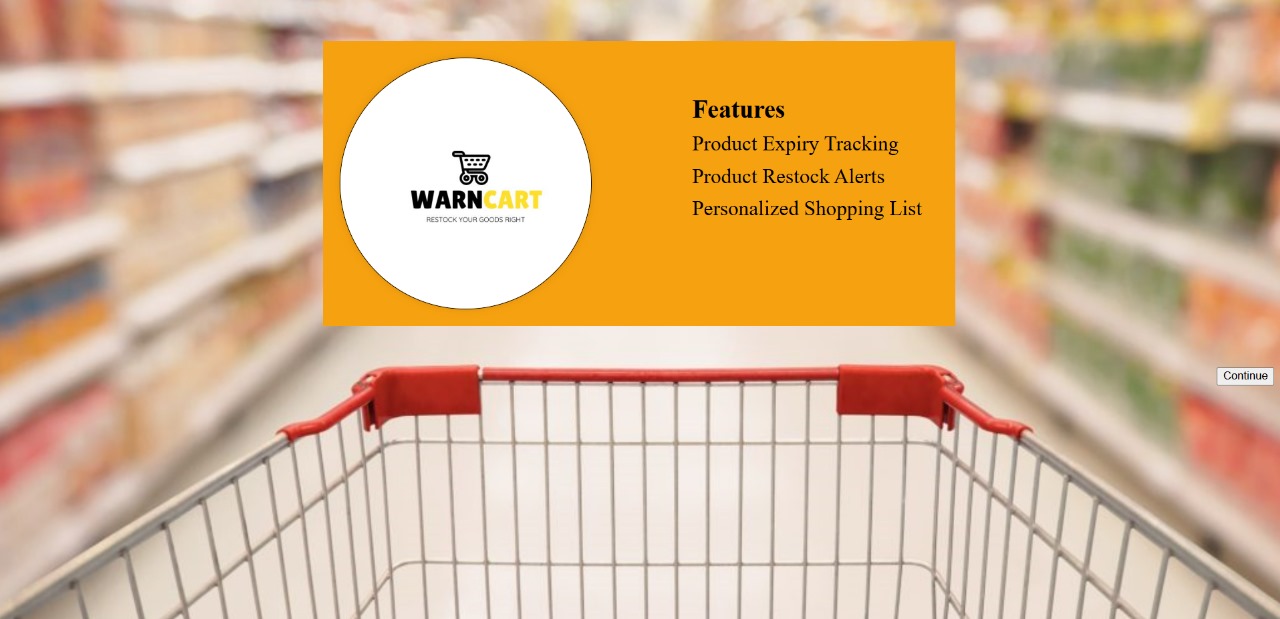 WARNCART
RESTOCK YOUR GOODS RIGHT
Features
Product Expiry Tracking
Product Restock Alerts
Personalized Shopping List
Continue